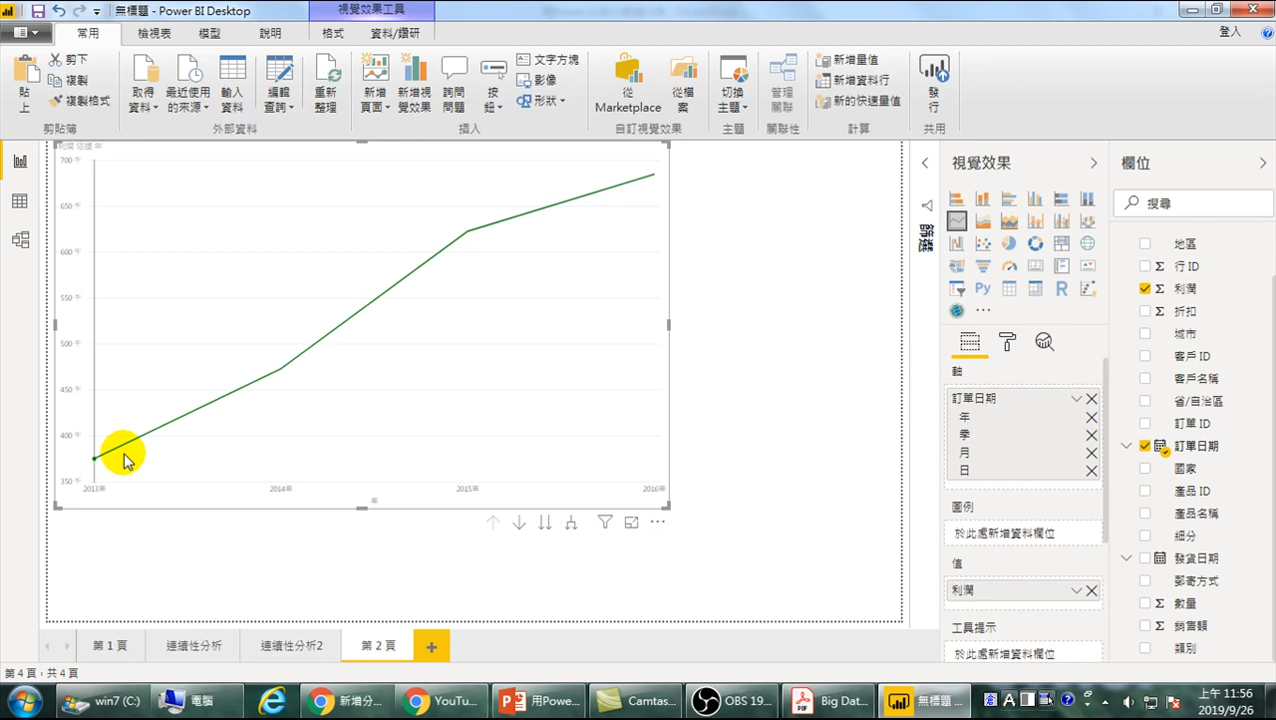 無標題 - Power BI Desktop
視覺效果工具
常用
檢視表
模型
說明
格式
資料/鑽研
登入
貼上
剪下
複製
複製格式
剪貼簿
取得資料
最近使用的來源
輸入資料
編輯查詢
重新整理
外部資料
新增頁面
新增視覺效果
詢問問題
按鈕
文字方塊
影像
形狀
插入
從 Marketplace
從檔案
自訂視覺效果
切換主題
主題
管理關聯
關聯性
新增量值
新增資料行
新的快速量值
計算
發行
共用
利潤 依據 年
700 千
650 千
600 千
550 千
500 千
450 千
400 千
350 千
2013年
2014年
2015年
2016年
年
篩選
視覺效果
Py
R
軸
訂單日期
年
季
月
日
圖例
於此處新增資料欄位
值
利潤
工具提示
於此處新增資料欄位
欄位
搜尋
地區
行 ID
利潤
折扣
城市
客戶 ID
客戶名稱
省/自治區
訂單 ID
訂單日期
國家
產品 ID
產品名稱
細分
發貨日期
郵寄方式
數量
銷售額
類別
第 1 頁
連續性分析
連續性分析2
第 2 頁
第 4 頁，共 4 頁
win7 (C:)
電腦
新增分...
YouTu...
用Powe...
Camtas...
OBS 19...
Big Dat...
無標題 ...
上午 11:56
2019/9/26